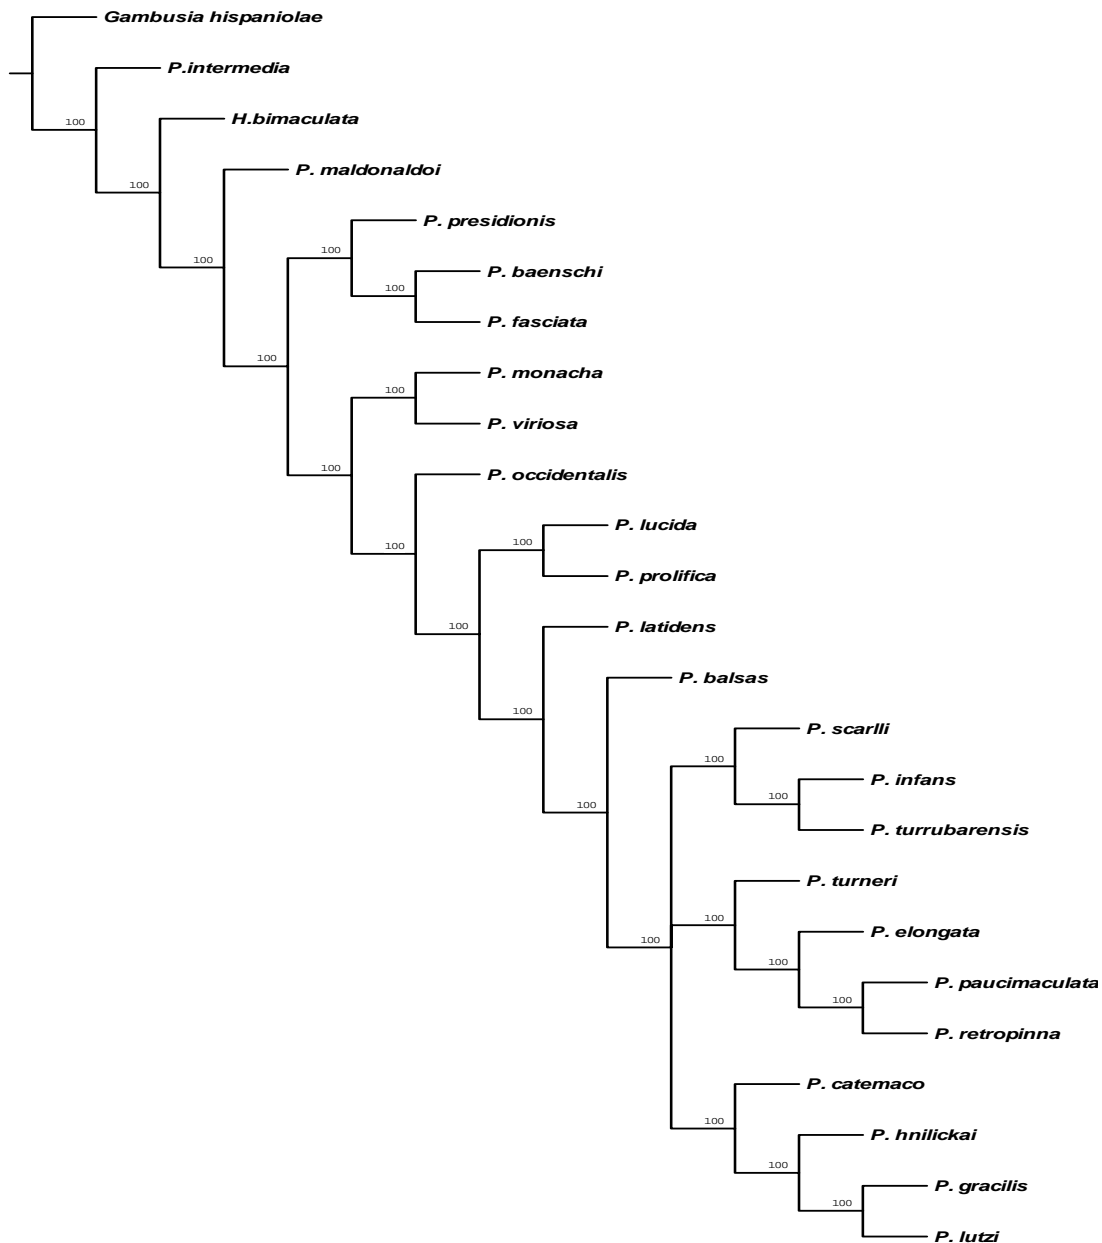 Gambusia hispaniolae
P.intermedia
100
H.bimaculata
100
P. maldonaldoi
P. presidionis
100
100
P. baenschi
100
P. fasciata
100
P. monacha
100
P. viriosa
100
P. occidentalis
P. lucida
100
100
P. prolifica
P. latidens
100
P. balsas
100
P. scarlli
100
P. infans
100
100
P. turrubarensis
P. turneri
100
P. elongata
100
100
P. paucimaculata
100
P. retropinna
P. catemaco
100
P. hnilickai
100
P. gracilis
100
P. lutzi